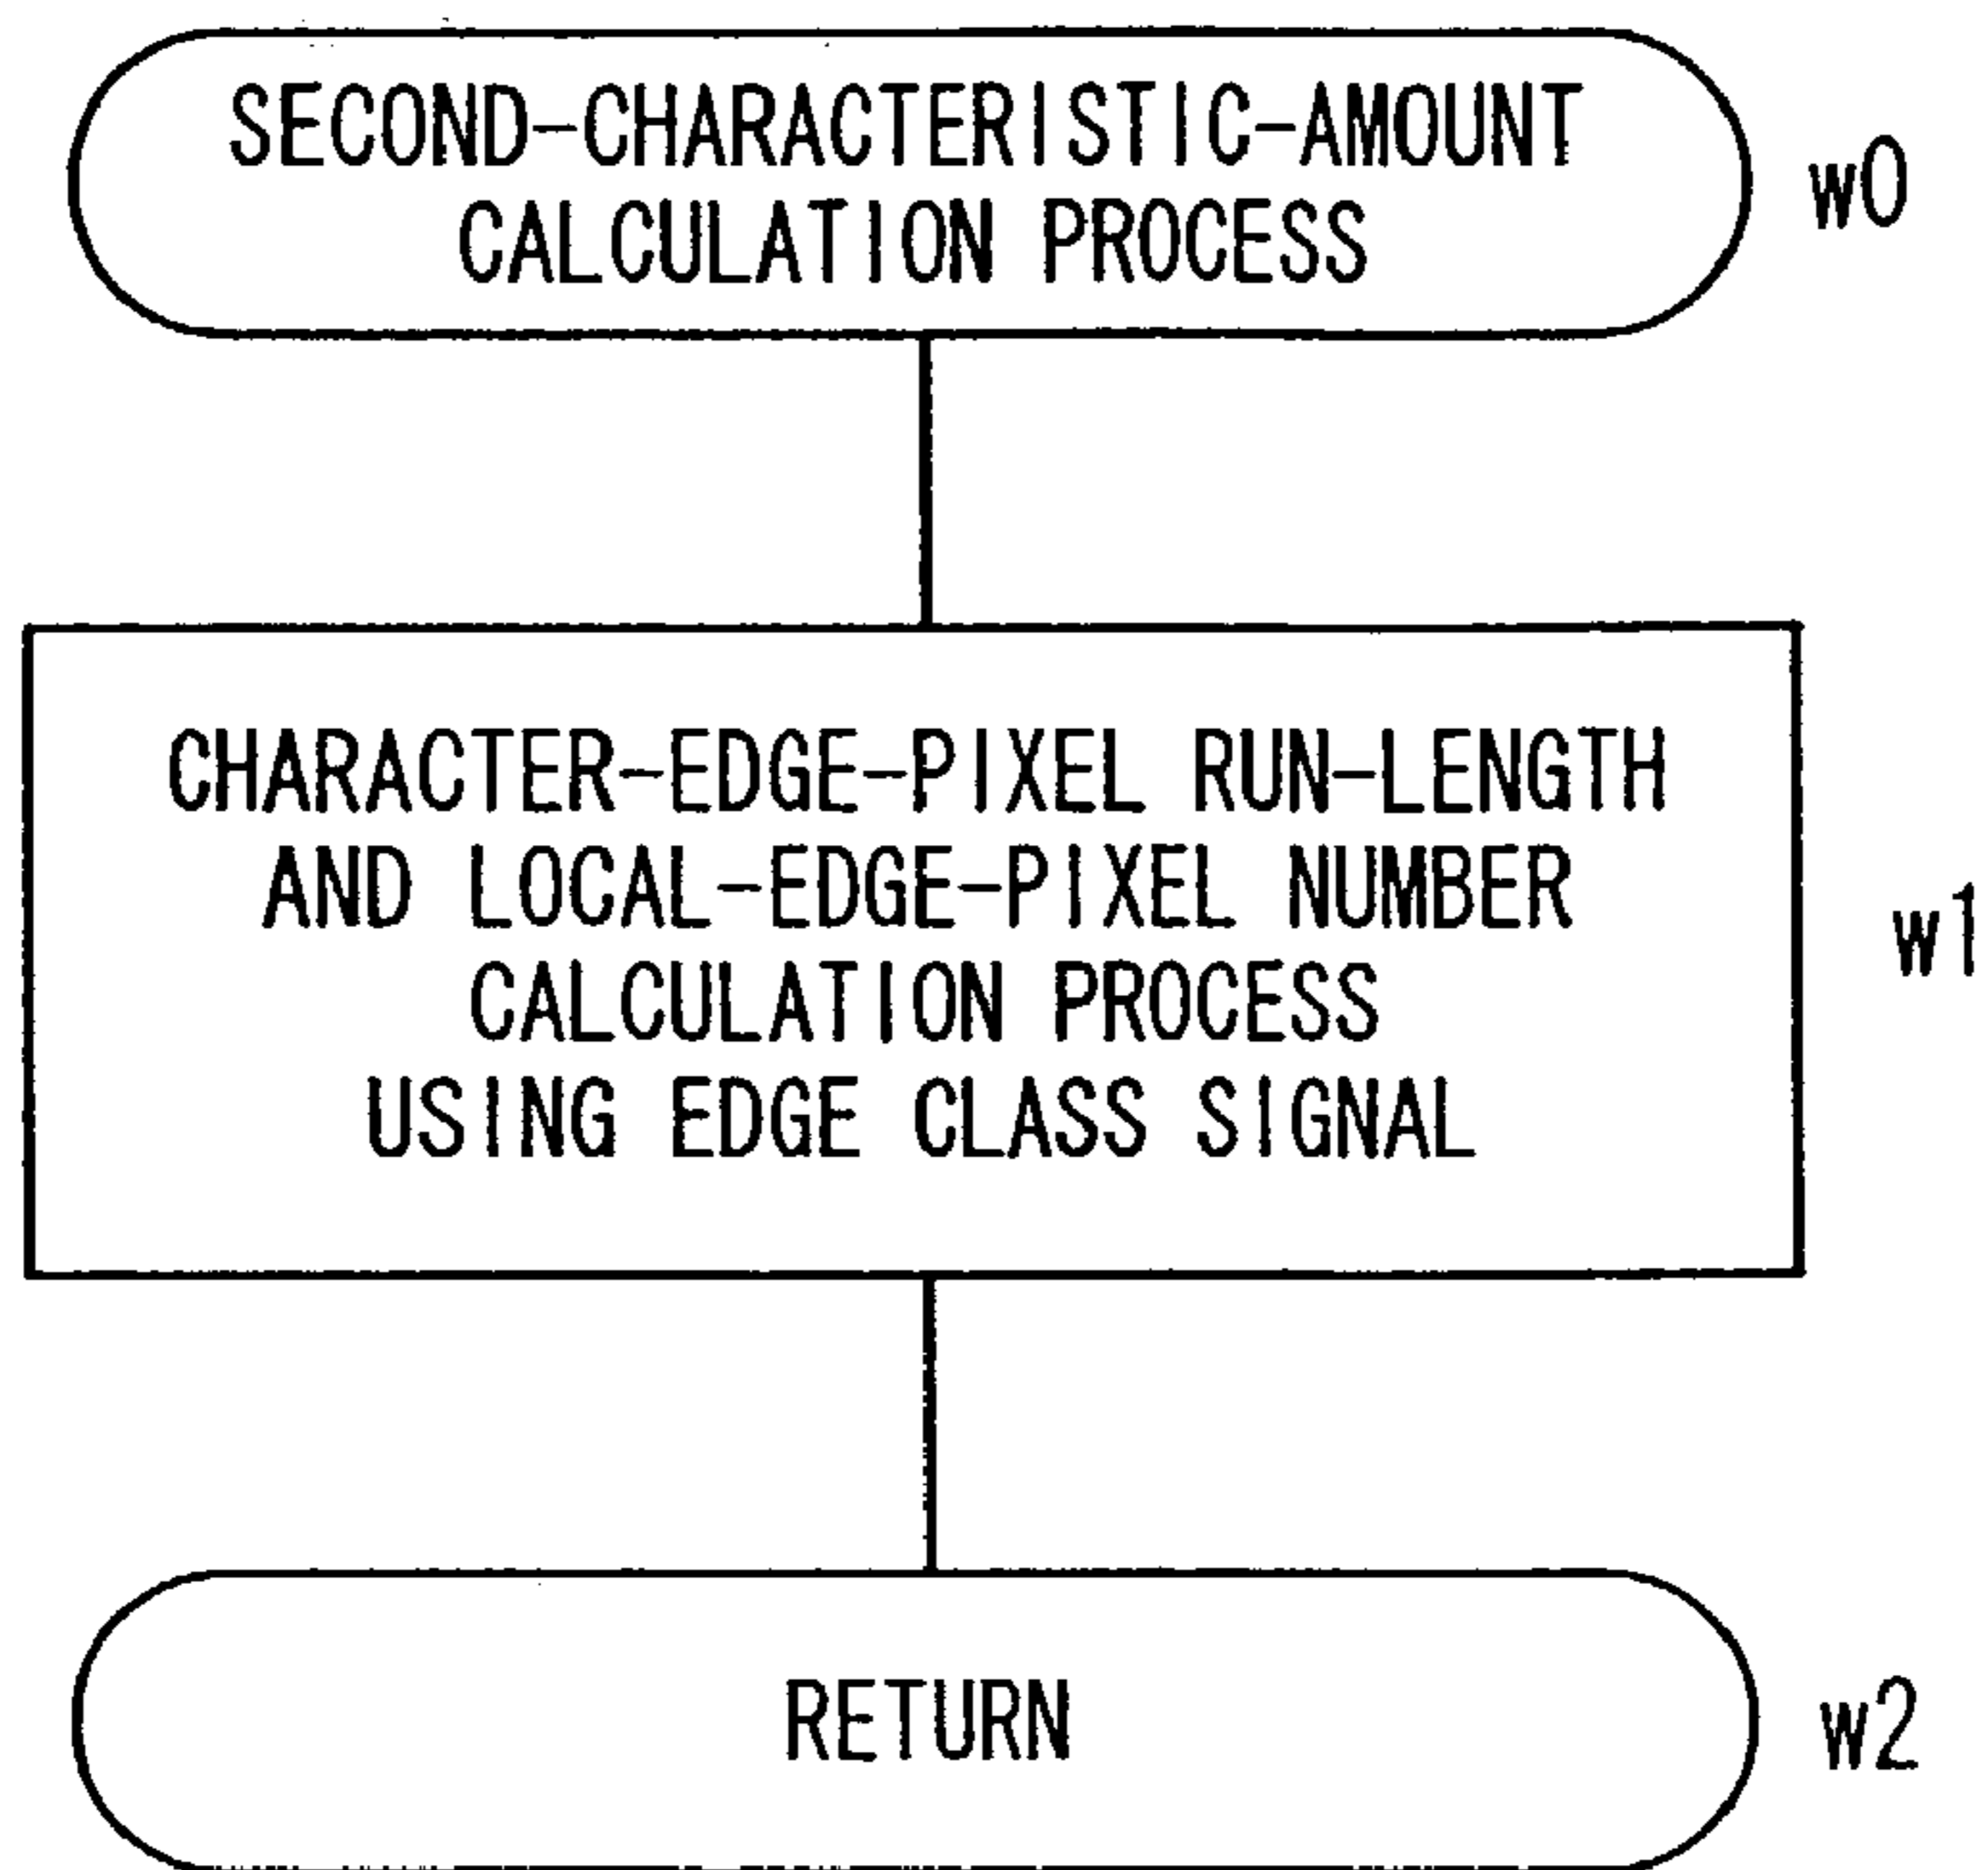 SECOND-CHARACTERISTIC-AMOUNT
CALCULATION PROCESS
w0
CHARACTER-EDGE-PIXEL RUN-LENGTH
AND LOCAL-EDGE-PIXEL NUMBER
CALCULATION PROCESS
USING EDGE CLASS SIGNAL
w1
RETURN
w2